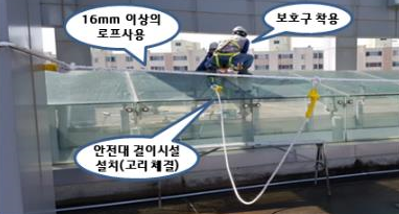 16mm 이상의
로프사용
보호구 착용
안전대 걸이시설
설치(고리 체결)